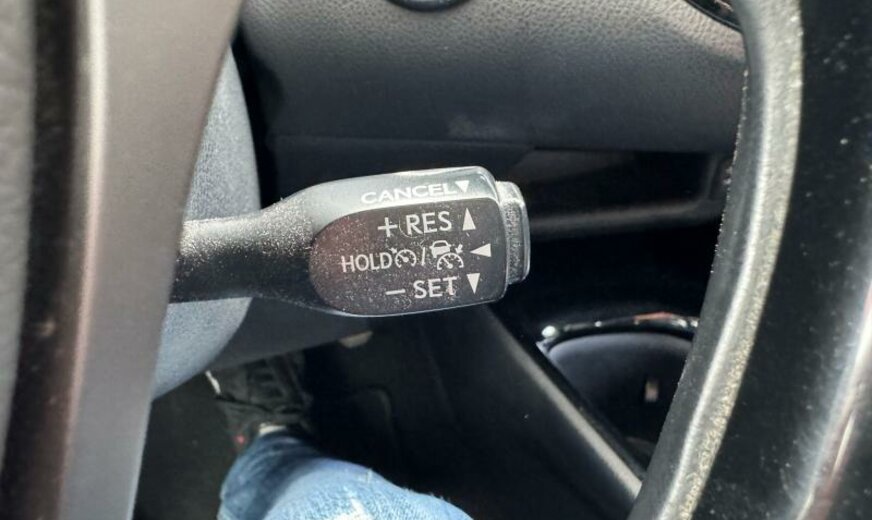 CANCEL▼
+ RES ▲
HOLD / ◀
− SET ▼